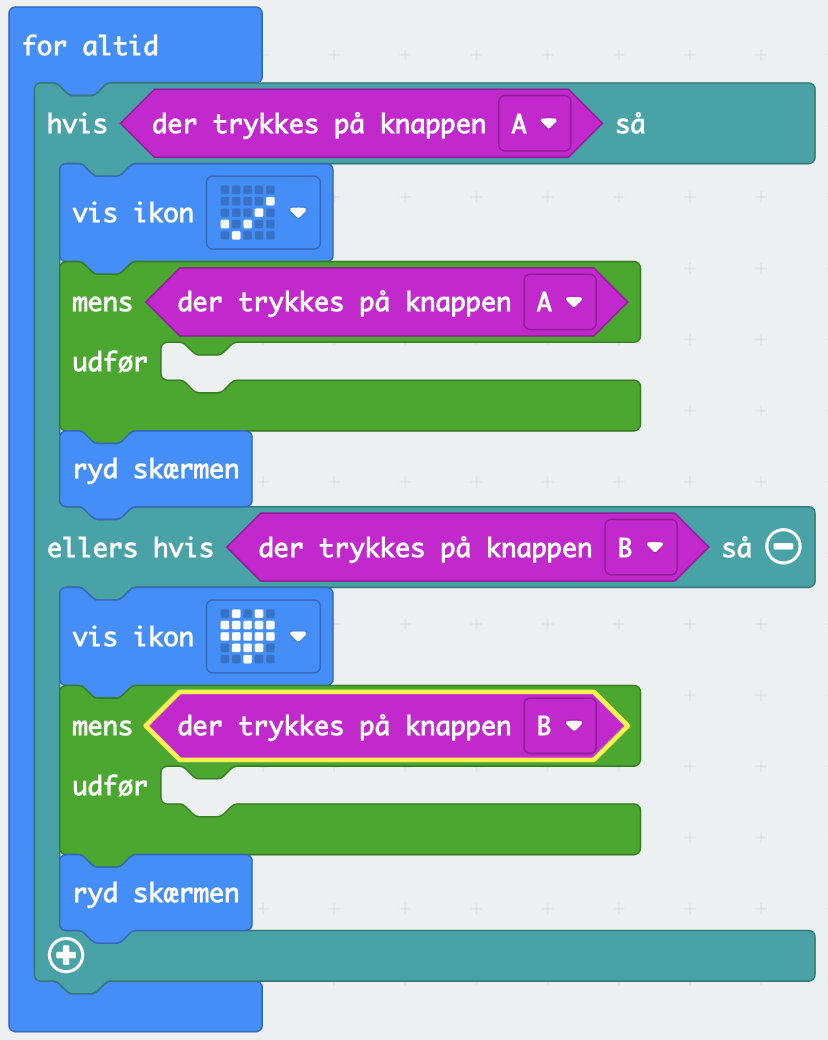 for altid
hvis der trykkes på knappen A så
vis ikon
mens der trykkes på knappen A
udfør
ryd skærmen
ellers hvis der trykkes på knappen B så
vis ikon
mens der trykkes på knappen B
udfør
ryd skærmen